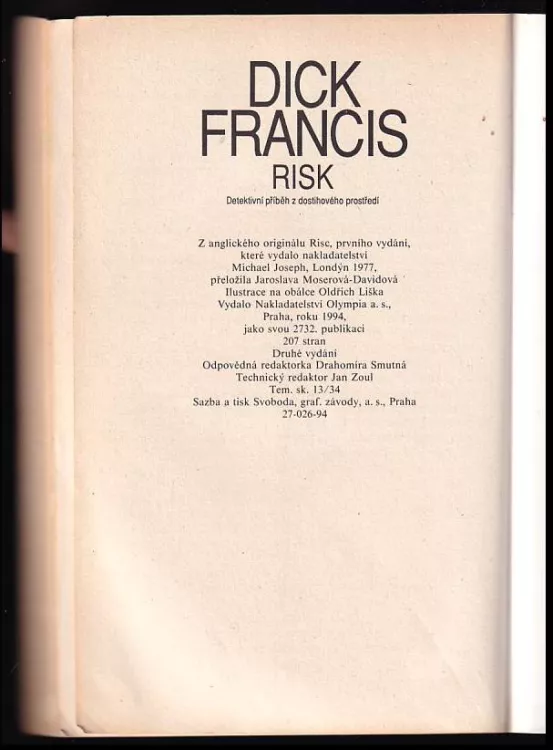 DICK
FRANCIS
RISK
Detektivní příběh z dostihového prostředí
Z anglického originálu Risc, prvního vydání,
které vydalo nakladatelství
Michael Joseph, Londýn 1977,
přeložila Jaroslava Moserová-Davidová
Ilustrace na obálce Oldřich Liška
Vydalo Nakladatelství Olympia a. s.,
Praha, roku 1994,
jako svou 2732. publikaci
207 stran
Druhé vydání
Odpovědná redaktorka Drahomíra Smutná
Technický redaktor Jan Zoul
Tem. sk. 13/34
Sazba a tisk Svoboda, graf. závody, a. s., Praha
27-026-94